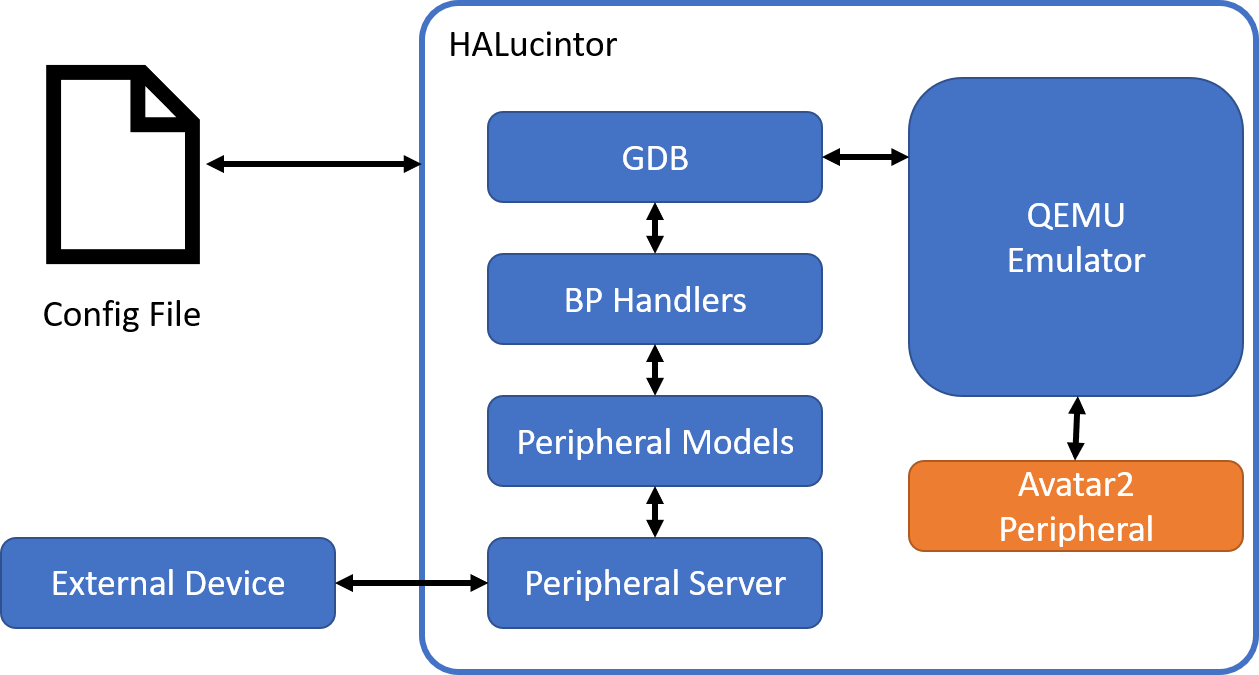 HALucintor
GDB
QEMU
Emulator
BP Handlers
Config File
Peripheral Models
Avatar2
Peripheral
External Device
Peripheral Server